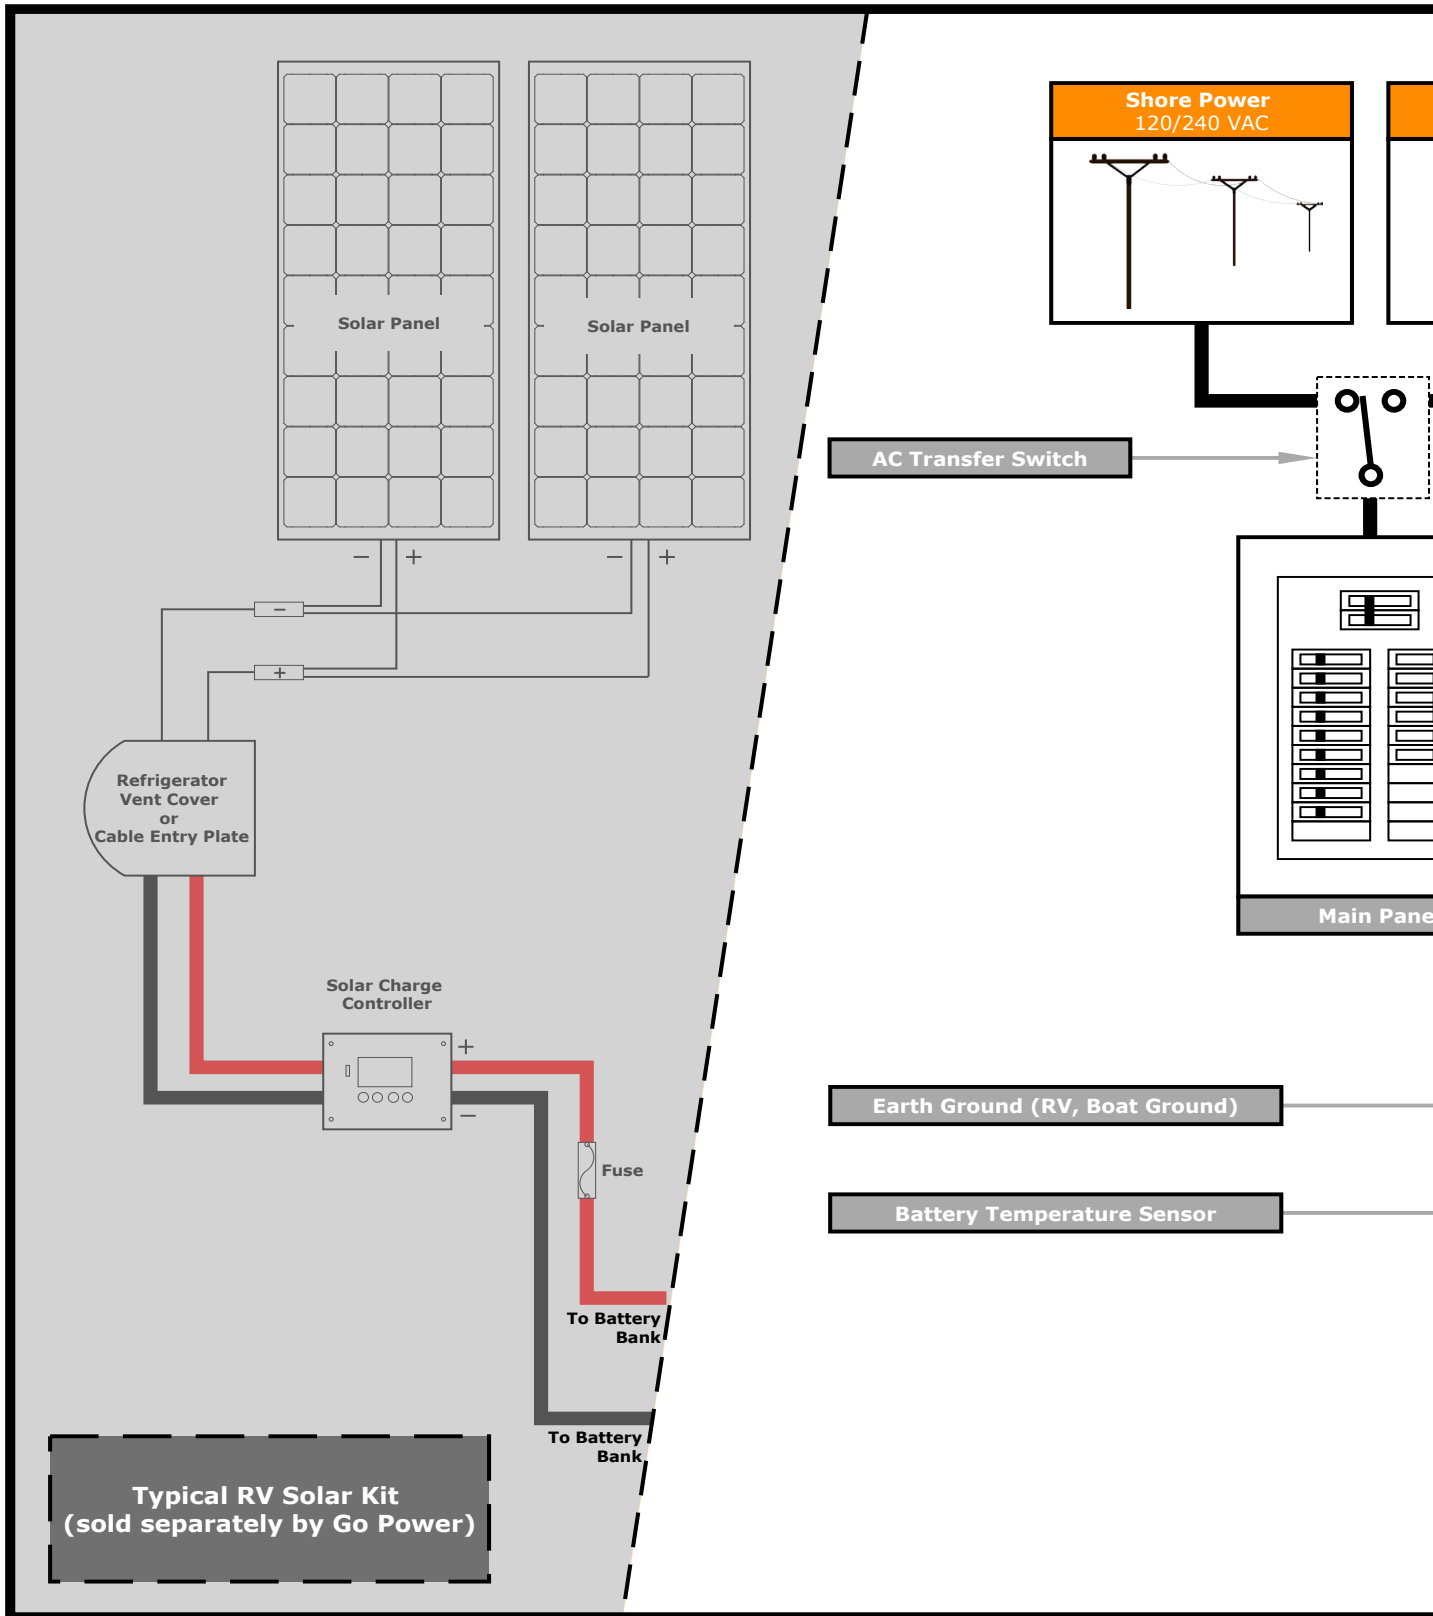 Shore Power
120/240 VAC
Solar Panel
Solar Panel
AC Transfer Switch
− +
− +
−
+
Refrigerator
Vent Cover
or
Cable Entry Plate
Main Pane
Solar Charge
Controller
+
−
Earth Ground (RV, Boat Ground)
Fuse
Battery Temperature Sensor
To Battery
Bank
To Battery
Bank
Typical RV Solar Kit
(sold separately by Go Power)